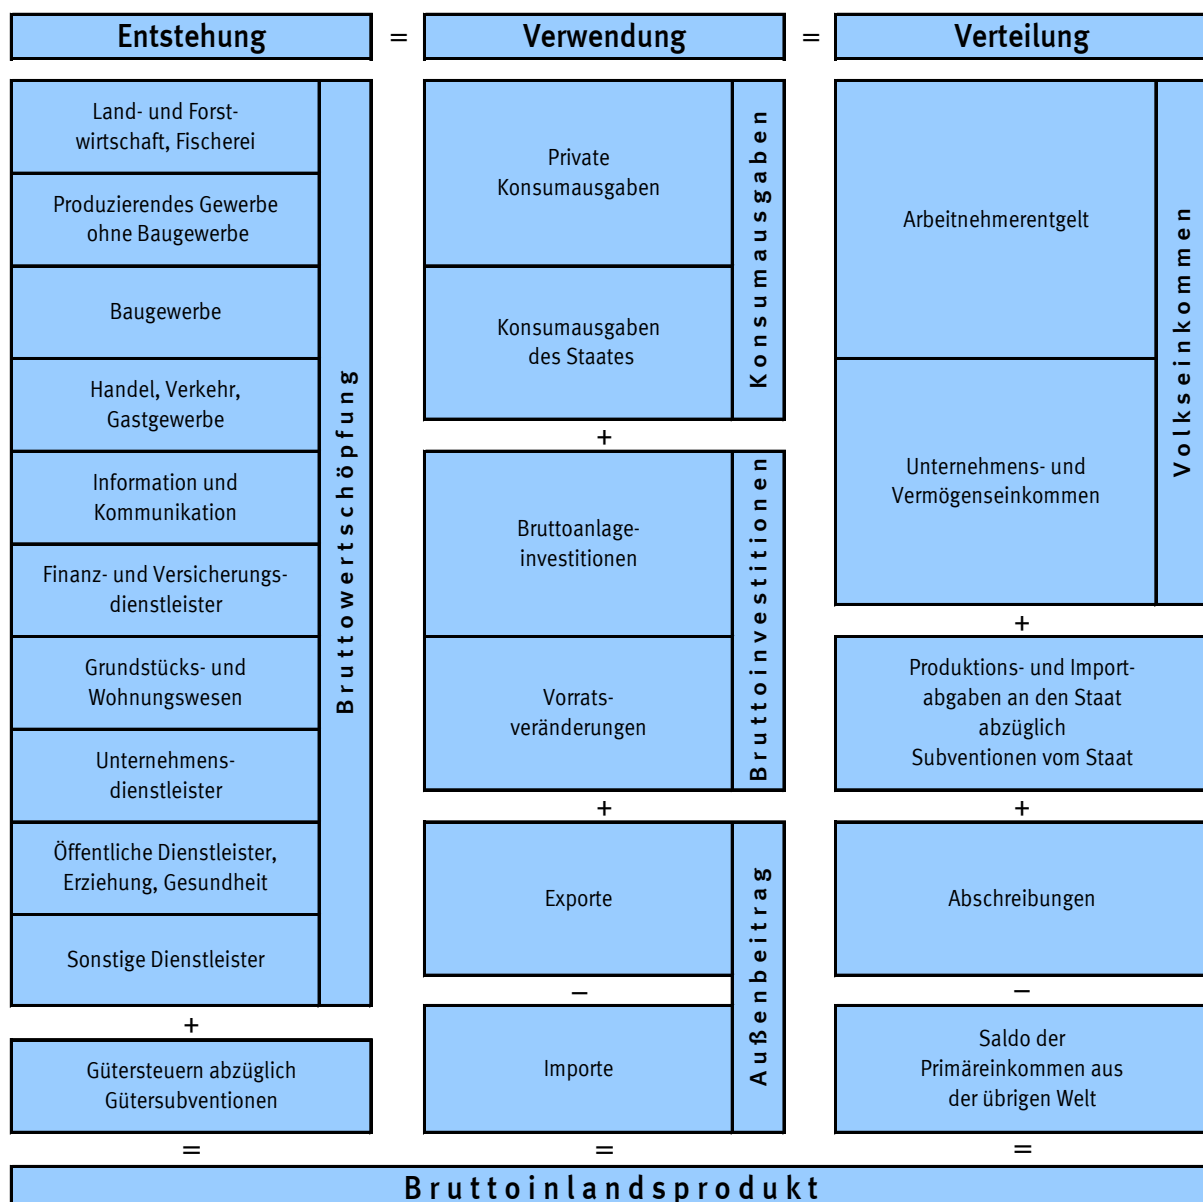 Entstehung = Verwendung = Verteilung
Land- und Forst-
wirtschaft, Fischerei
Produzierendes Gewerbe
ohne Baugewerbe
Baugewerbe
Handel, Verkehr,
Gastgewerbe
Information und
Kommunikation
Finanz- und Versicherungs-
dienstleister
Grundstücks- und
Wohnungswesen
Unternehmens-
dienstleister
Öffentliche Dienstleister,
Erziehung, Gesundheit
Sonstige Dienstleister
Bruttowertschöpfung
+
Gütersteuern abzüglich
Gütersubventionen
=
Private
Konsumausgaben
Konsumausgaben
des Staates
Konsumausgaben
+
Bruttoanlage-
investitionen
Vorrats-
veränderungen
Bruttoinvestitionen
+
Exporte
–
Importe
Außenbeitrag
=
Arbeitnehmerentgelt
Unternehmens- und
Vermögenseinkommen
Volkseinkommen
+
Produktions- und Import-
abgaben an den Staat
abzüglich
Subventionen vom Staat
+
Abschreibungen
–
Saldo der
Primäreinkommen aus
der übrigen Welt
=
Bruttoinlandsprodukt